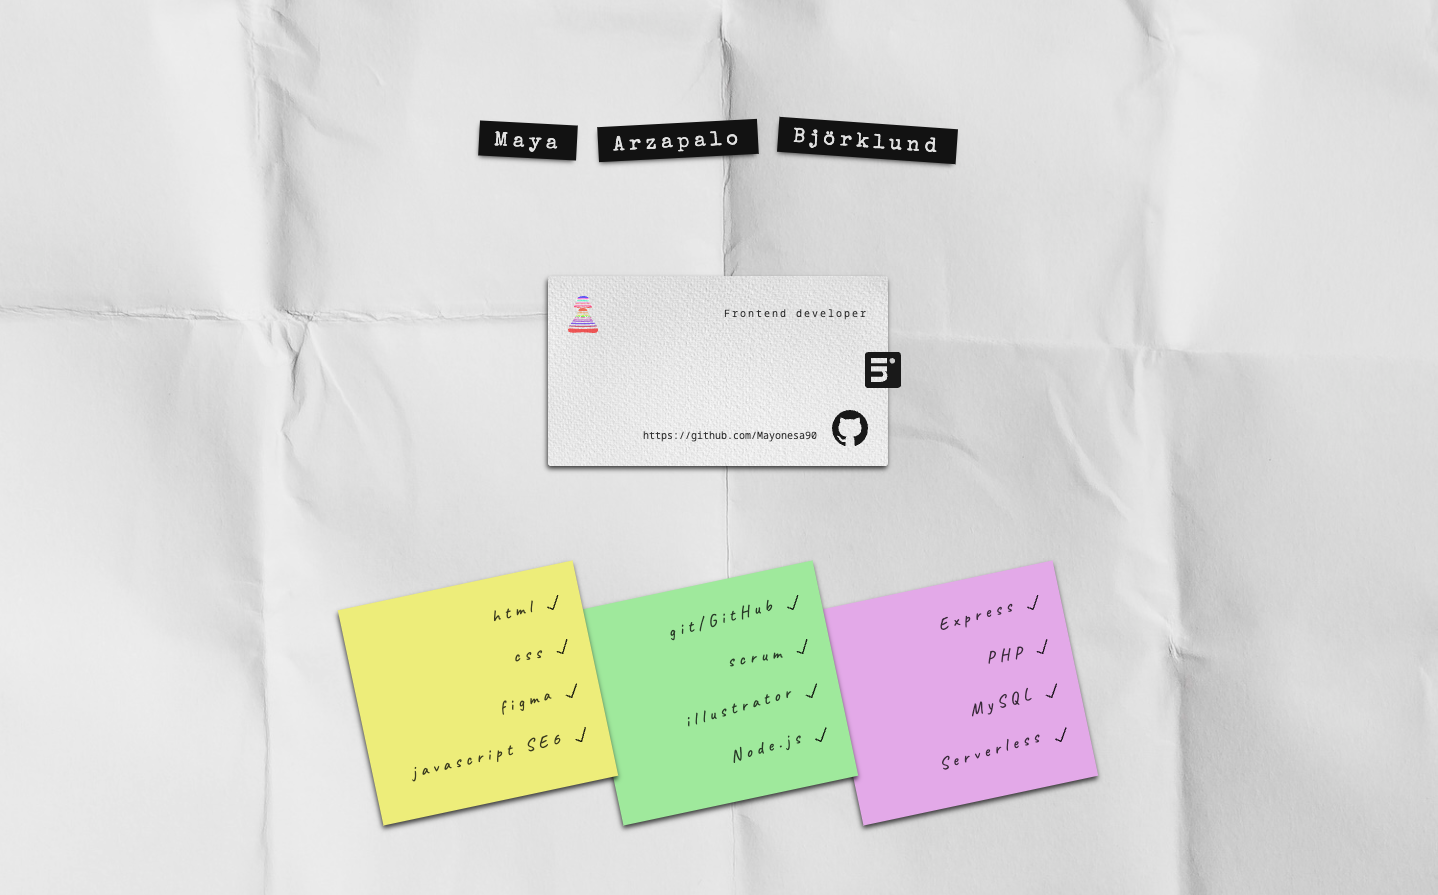 Maya Arzapalo Björklund
Frontend developer
https://github.com/Mayonesa90
html
css
figma
javascript SE6
git/GitHub
scrum
illustrator
Node.js
Express
PHP
MySQL
Serverless